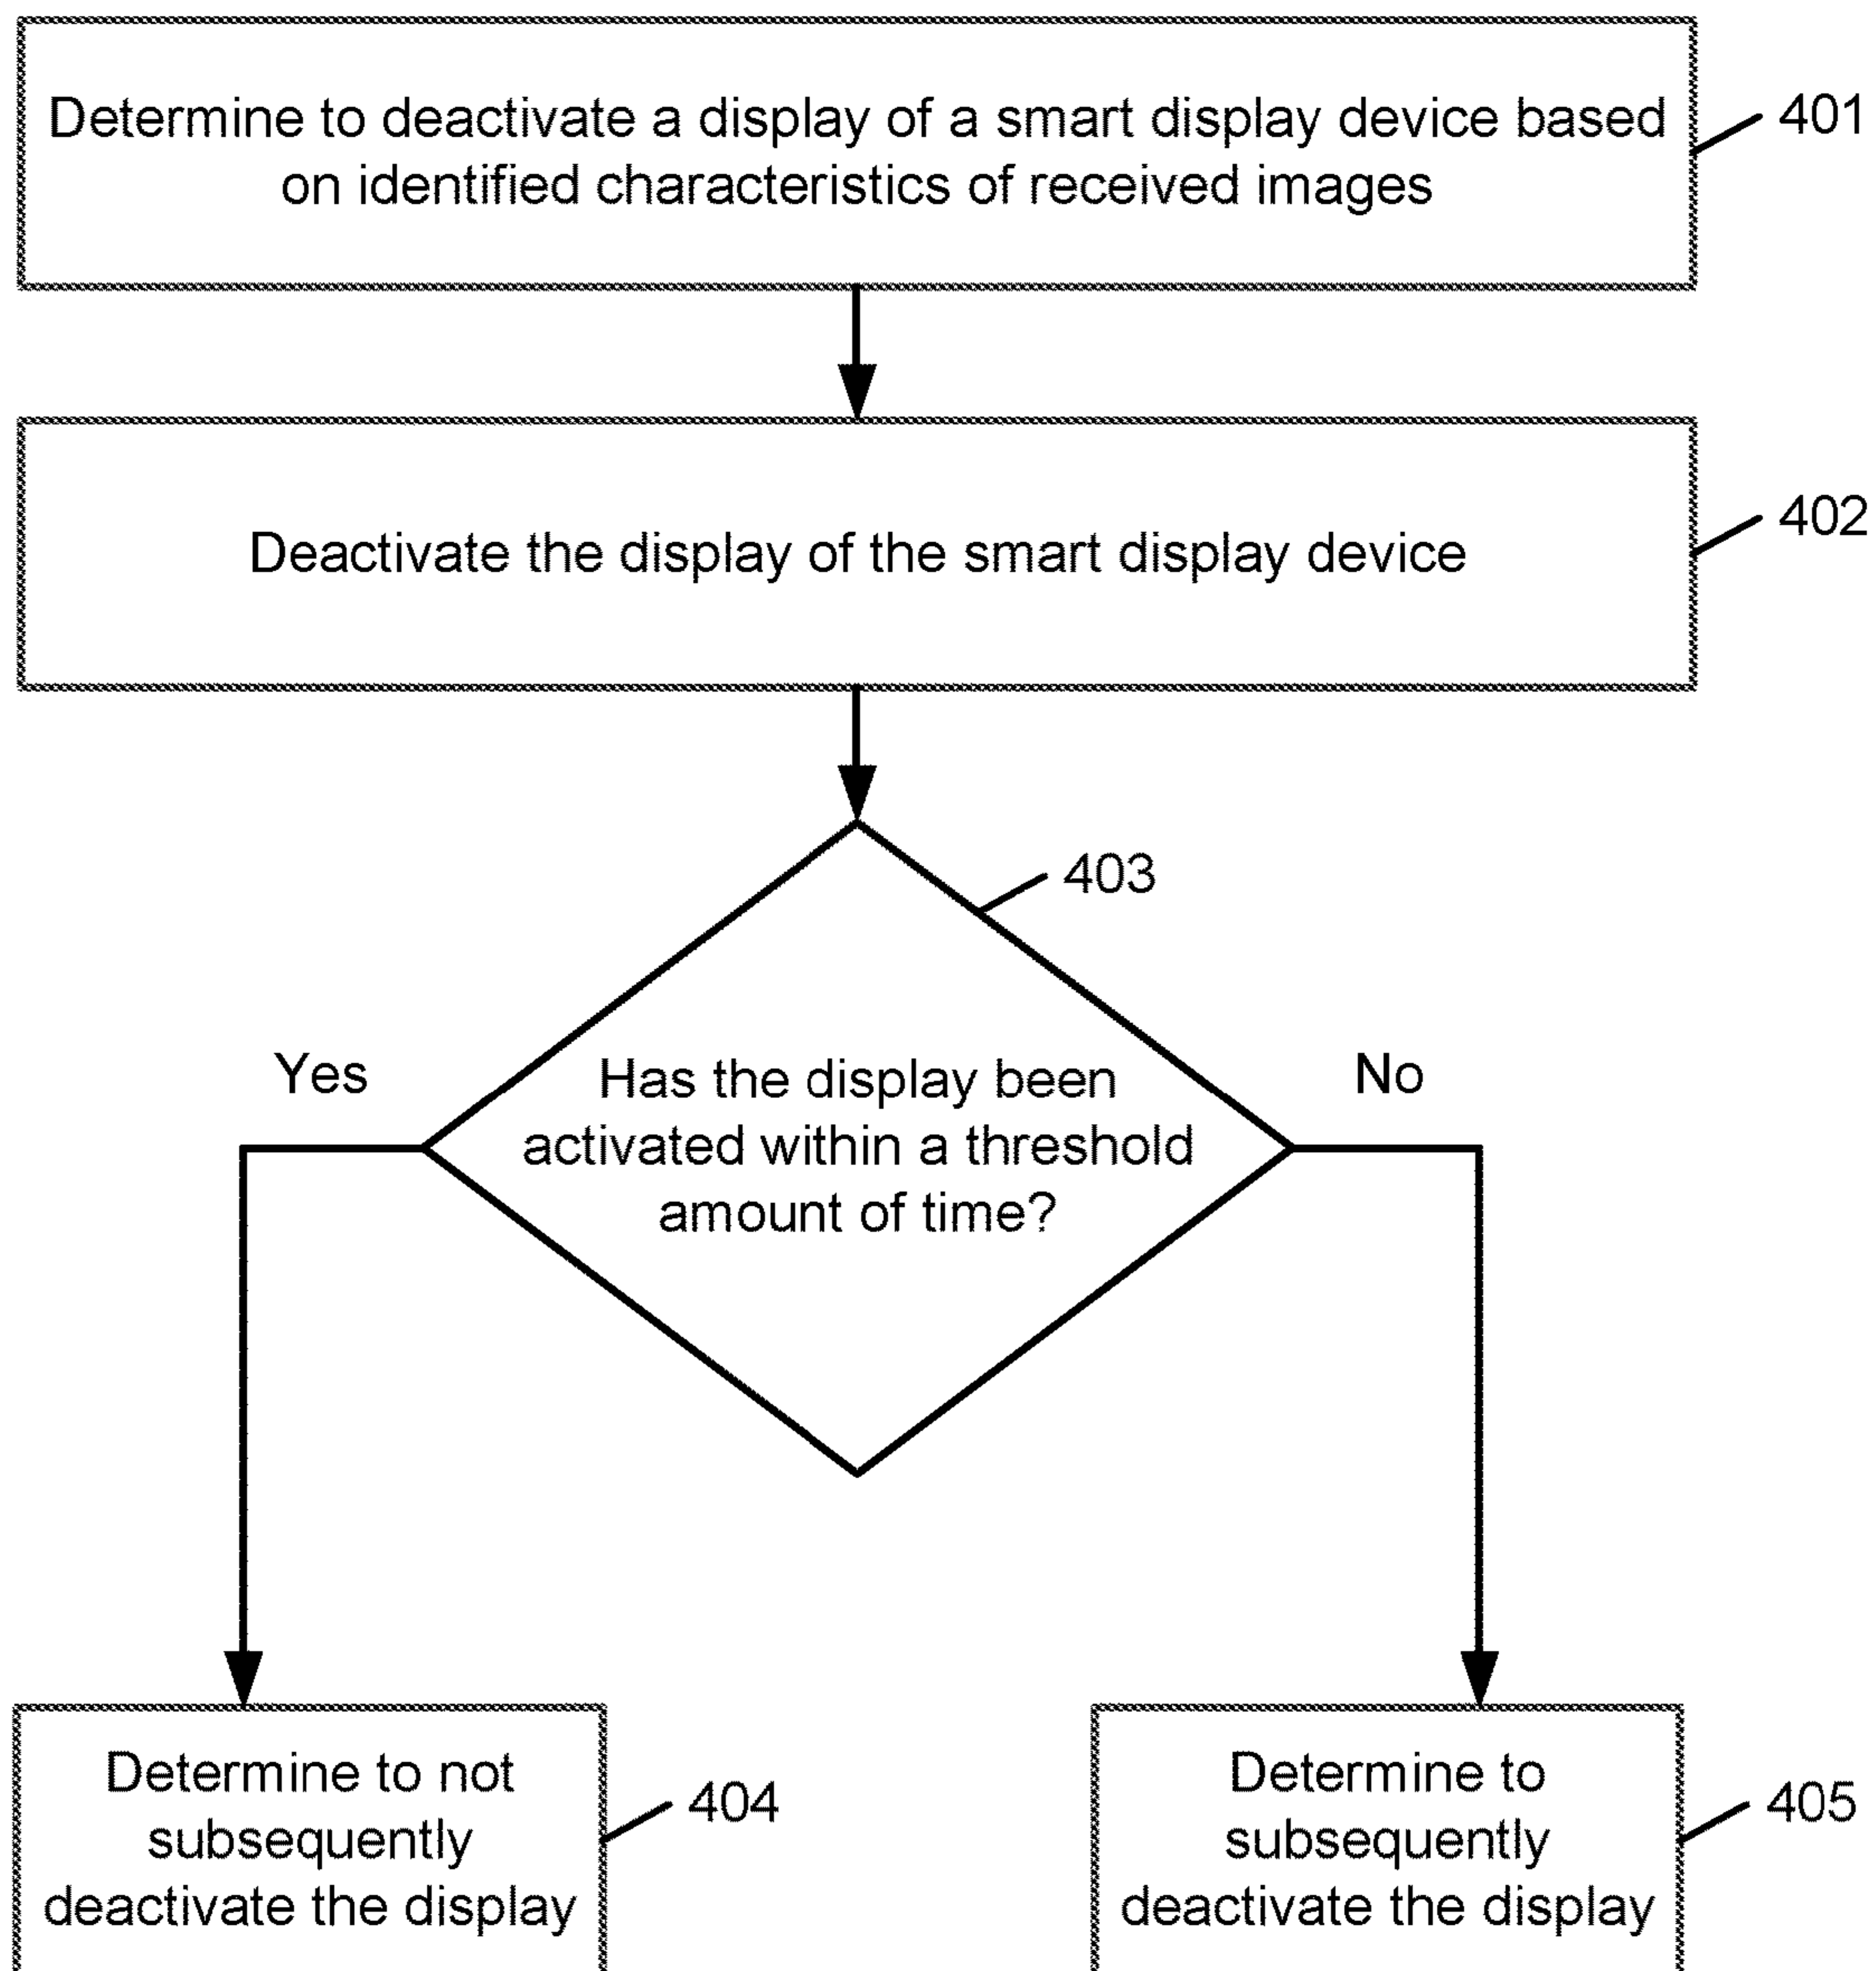 Determine to deactivate a display of a smart display device based
on identified characteristics of received images
401
Deactivate the display of the smart display device
402
403
Has the display been
activated within a threshold
amount of time?
Yes
No
Determine to not
subsequently
deactivate the display
404
Determine to
subsequently
deactivate the display
405